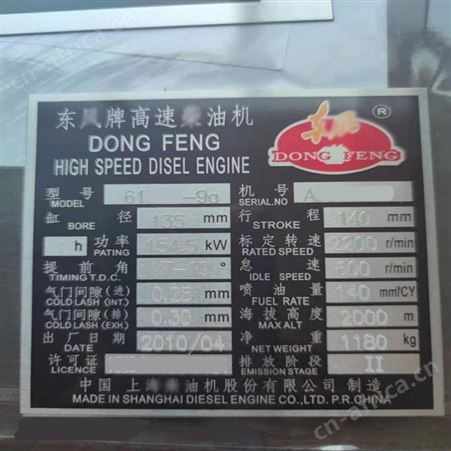 东风牌高速柴油机
DONG FENG
HIGH SPEED DISEL ENGINE
东风
DONG FENG ®
型号 MODEL 61 -9g 机号 SERIAL.NO A
缸径 BORE 135 mm 行程 STROKE 140 mm
h 功率 PATING 154.5 kW 标定转速 RATED SPEED 2200 r/min
提前角 TIMING T.D.C. 怠速 IDLE SPEED 600 r/min
气门间隙(进) COLD LASH (INT.) 0.25 mm 喷油量 FUEL RATE 140 mm/CY
气门间隙(排) COLD LASH (EXH.) 0.30 mm 海拔高度 MAX ALT 2000 m
出厂日期 DATE 2010/04 净重 NET WEIGHT 1180 kg
许可证 LICENCE 排放阶段 EMISSION STAGE II
中国 上海柴油机股份有限公司 制造
MADE IN SHANGHAI DIESEL ENGINE CO.,LTD. P.R.CHINA